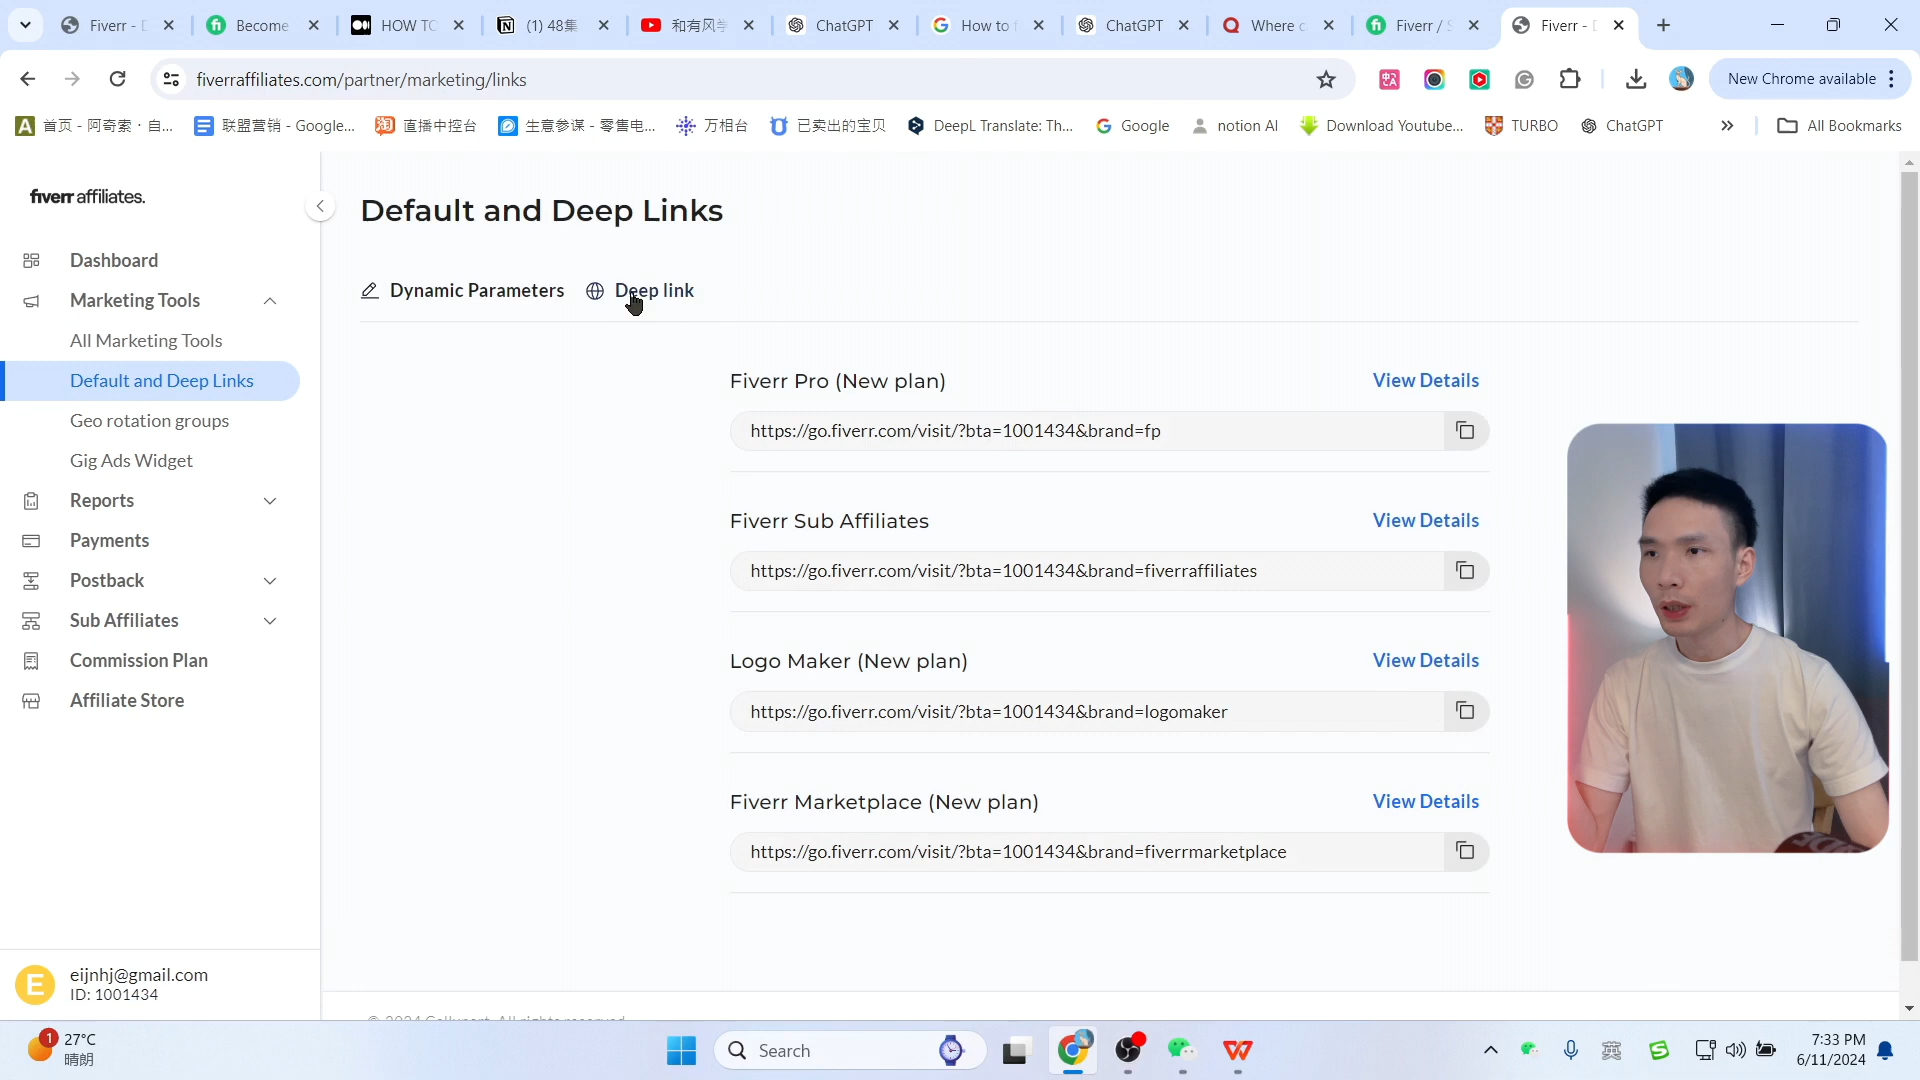 Fiverr - D
Become
HOW TO
(1) 48集
和有风
ChatGPT
How to
ChatGPT
Where c
Fiverr / S
Fiverr - D
fiverraffiliates.com/partner/marketing/links
New Chrome available
首页 - 阿奇索 · 自...
联盟营销 - Google...
直播中控台
生意参谋 - 零售电...
万相台
已卖出的宝贝
DeepL Translate: Th...
Google
notion AI
Download Youtube...
TURBO
ChatGPT
All Bookmarks
fiverr affiliates.
Dashboard
Marketing Tools
All Marketing Tools
Default and Deep Links
Geo rotation groups
Gig Ads Widget
Reports
Payments
Postback
Sub Affiliates
Commission Plan
Affiliate Store
E
eijnhj@gmail.com
ID: 1001434
Default and Deep Links
Dynamic Parameters
Deep link
Fiverr Pro (New plan)
View Details
https://go.fiverr.com/visit/?bta=1001434&brand=fp
Fiverr Sub Affiliates
View Details
https://go.fiverr.com/visit/?bta=1001434&brand=fiverraffiliates
Logo Maker (New plan)
View Details
https://go.fiverr.com/visit/?bta=1001434&brand=logomaker
Fiverr Marketplace (New plan)
View Details
https://go.fiverr.com/visit/?bta=1001434&brand=fiverrmarketplace
1
27°C
晴朗
Search
英
7:33 PM
6/11/2024